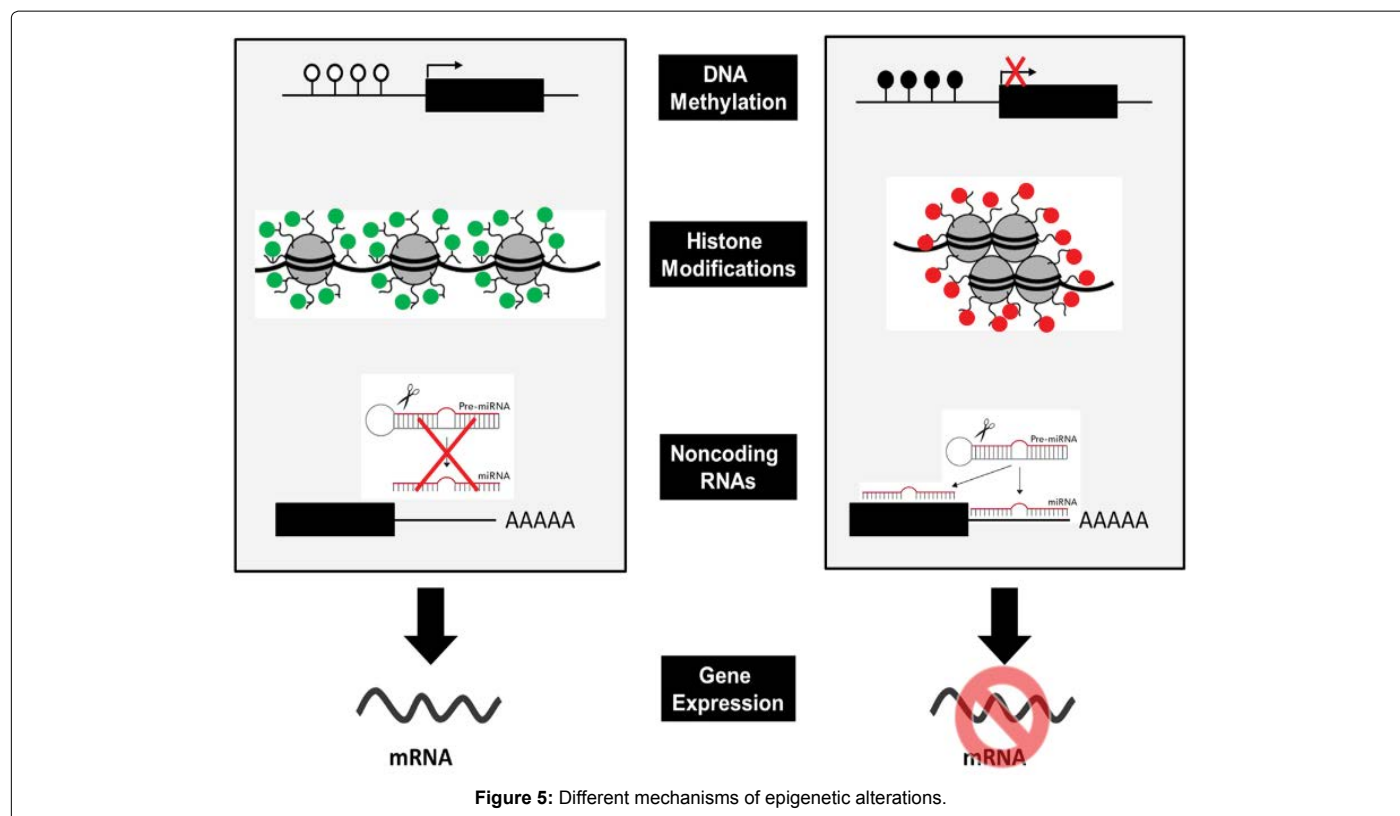 DNA
Methylation
Histone
Modifications
Pre-miRNA
miRNA
AAAAA
Noncoding
RNAs
Pre-miRNA
miRNA
AAAAA
mRNA
Gene
Expression
mRNA
Figure 5: Different mechanisms of epigenetic alterations.